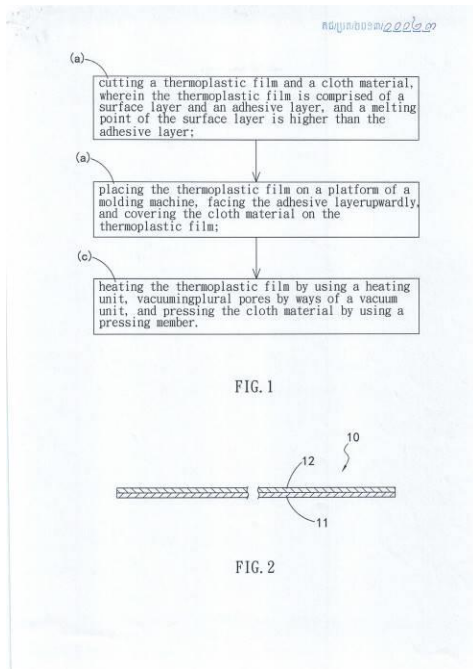 (a)
cutting a thermoplastic film and a cloth material,
wherein the thermoplastic film is comprised of a
surface layer and an adhesive layer, and a melting
point of the surface layer is higher than the
adhesive layer;
(a)
placing the thermoplastic film on a platform of a
molding machine, facing the adhesive layerupwardly,
and covering the cloth material on the
thermoplastic film;
(c)
heating the thermoplastic film by using a heating
unit, vacuumingplural pores by ways of a vacuum
unit, and pressing the cloth material by using a
pressing member.
FIG. 1
10
12
11
FIG. 2